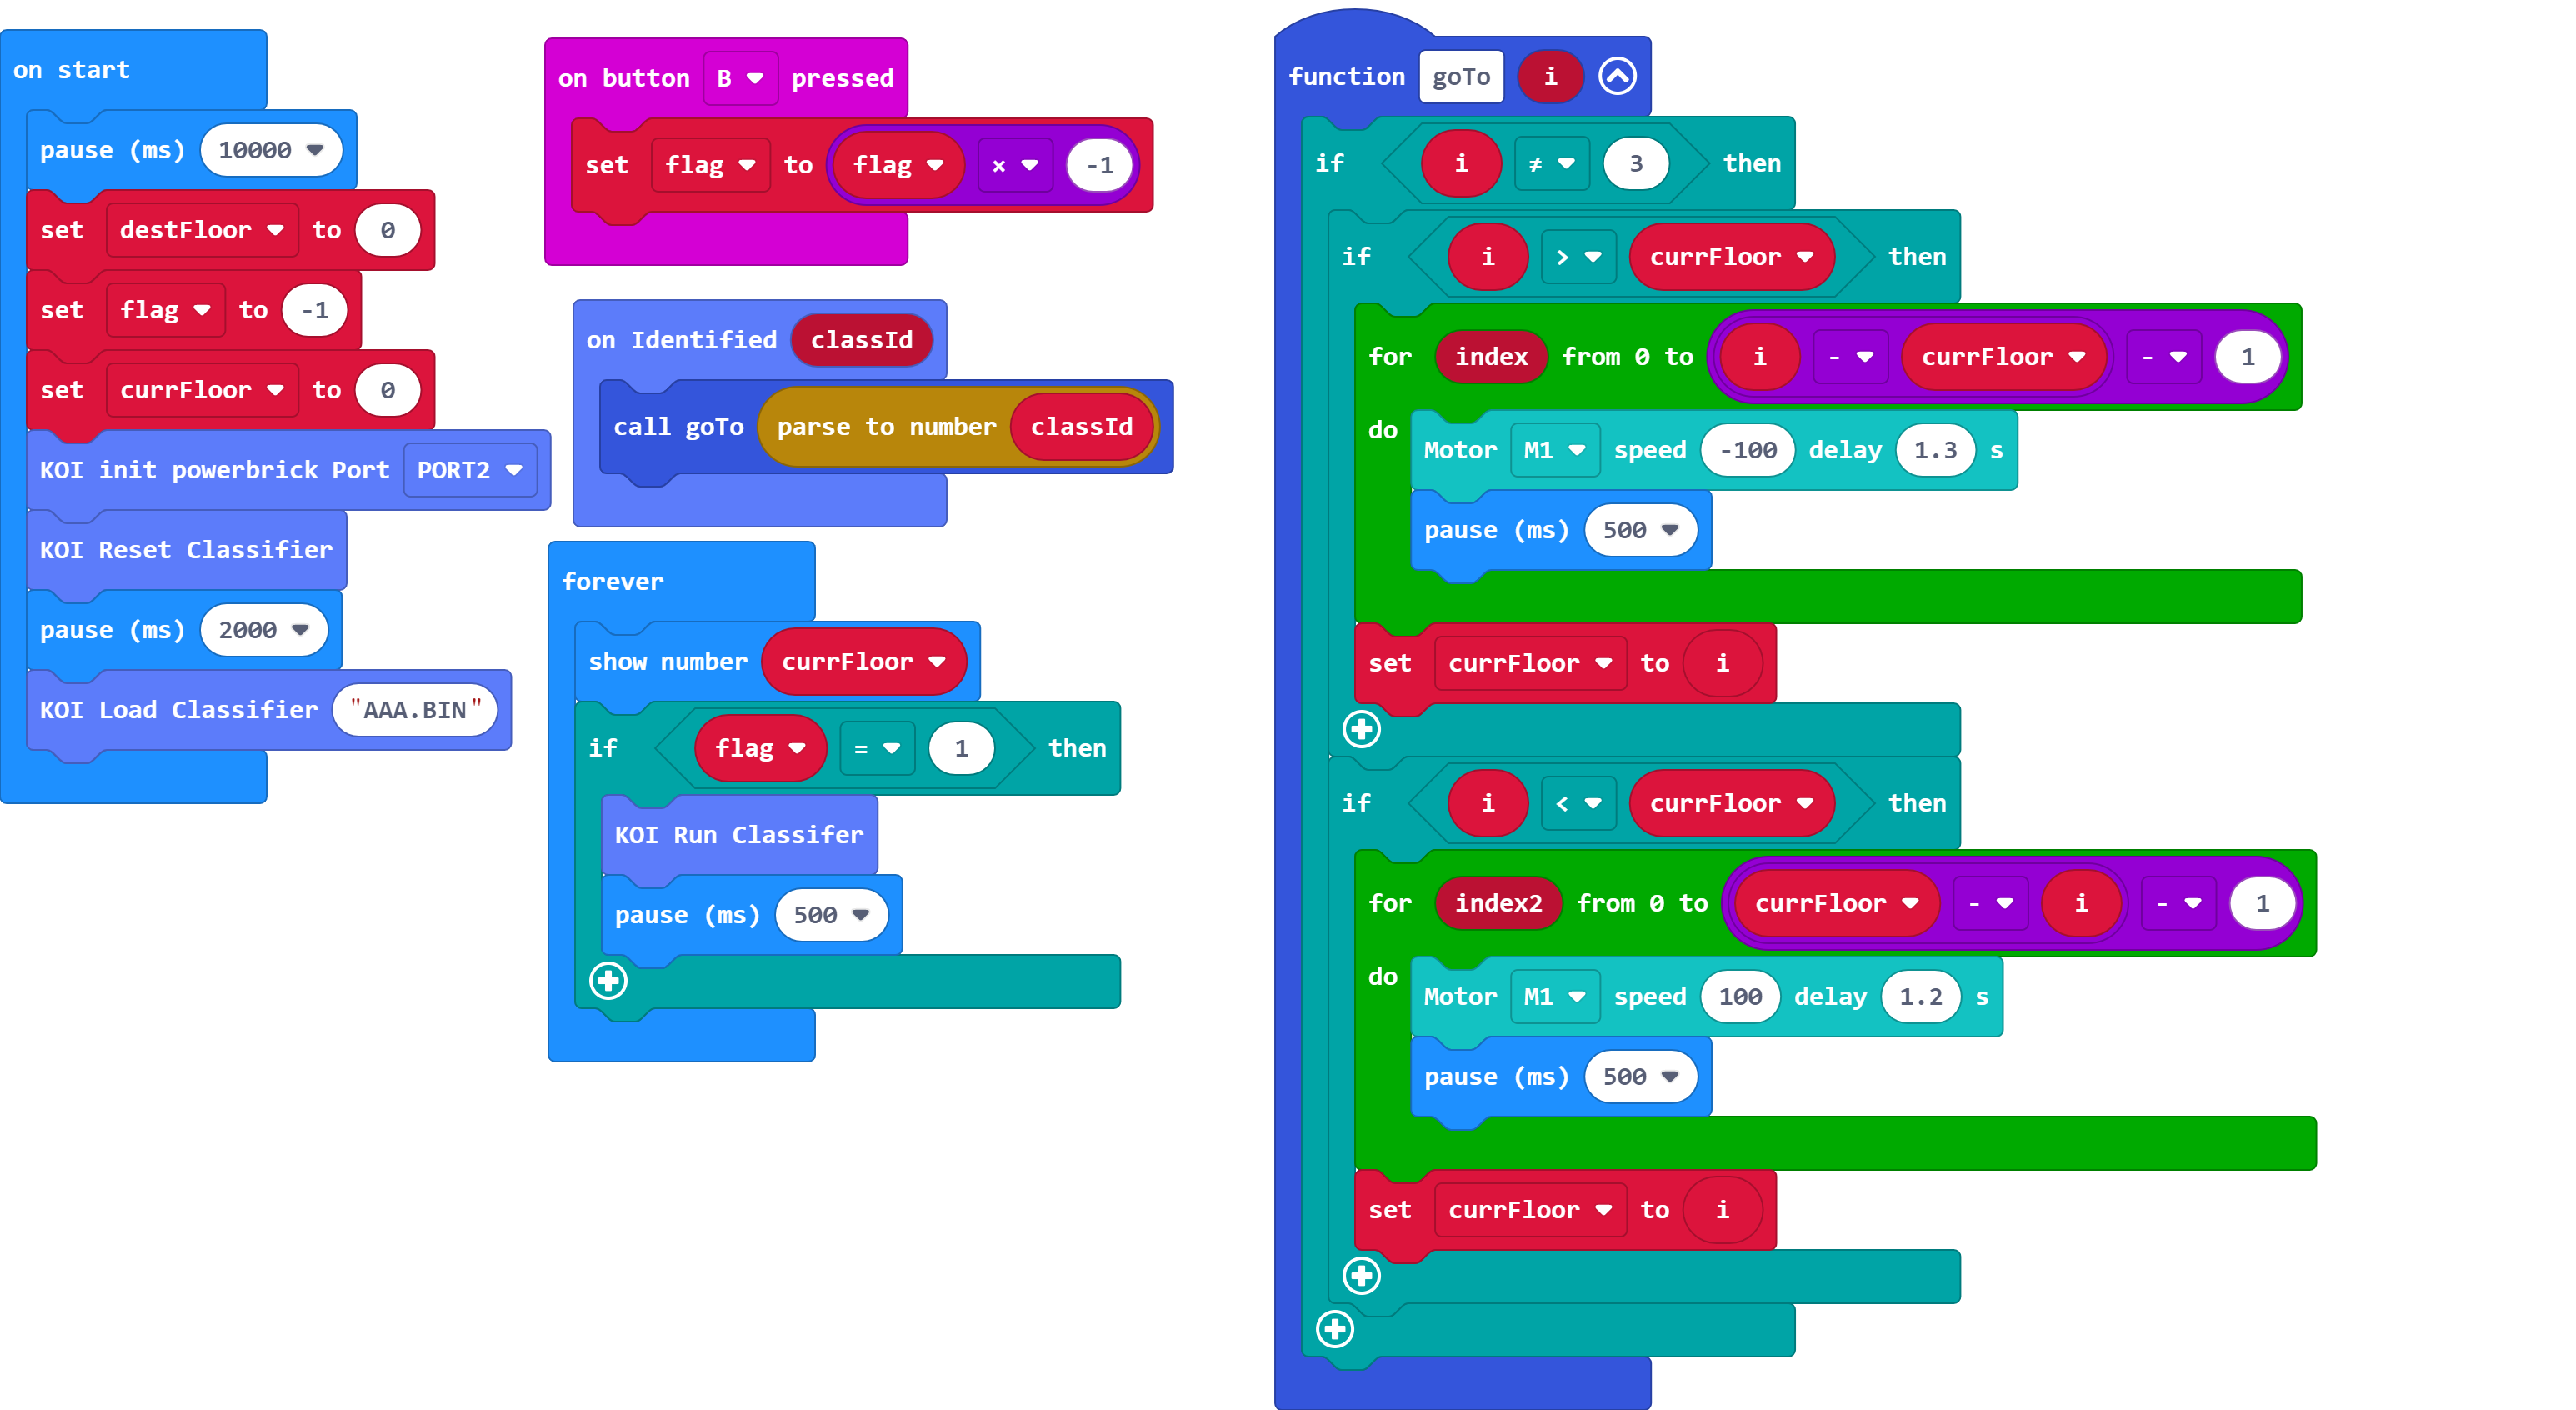 on start
pause (ms) 10000
set destFloor to 0
set flag to -1
set currFloor to 0
KOI init powerbrick Port PORT2
KOI Reset Classifier
pause (ms) 2000
KOI Load Classifier "AAA.BIN"
on button B pressed
set flag to flag × -1
on Identified classId
call goTo parse to number classId
forever
show number currFloor
if flag = 1 then
KOI Run Classifer
pause (ms) 500
function goTo i
if i ≠ 3 then
if i > currFloor then
for index from 0 to i - currFloor - 1
do
Motor M1 speed -100 delay 1.3 s
pause (ms) 500
set currFloor to i
if i < currFloor then
for index2 from 0 to currFloor - i - 1
do
Motor M1 speed 100 delay 1.2 s
pause (ms) 500
set currFloor to i